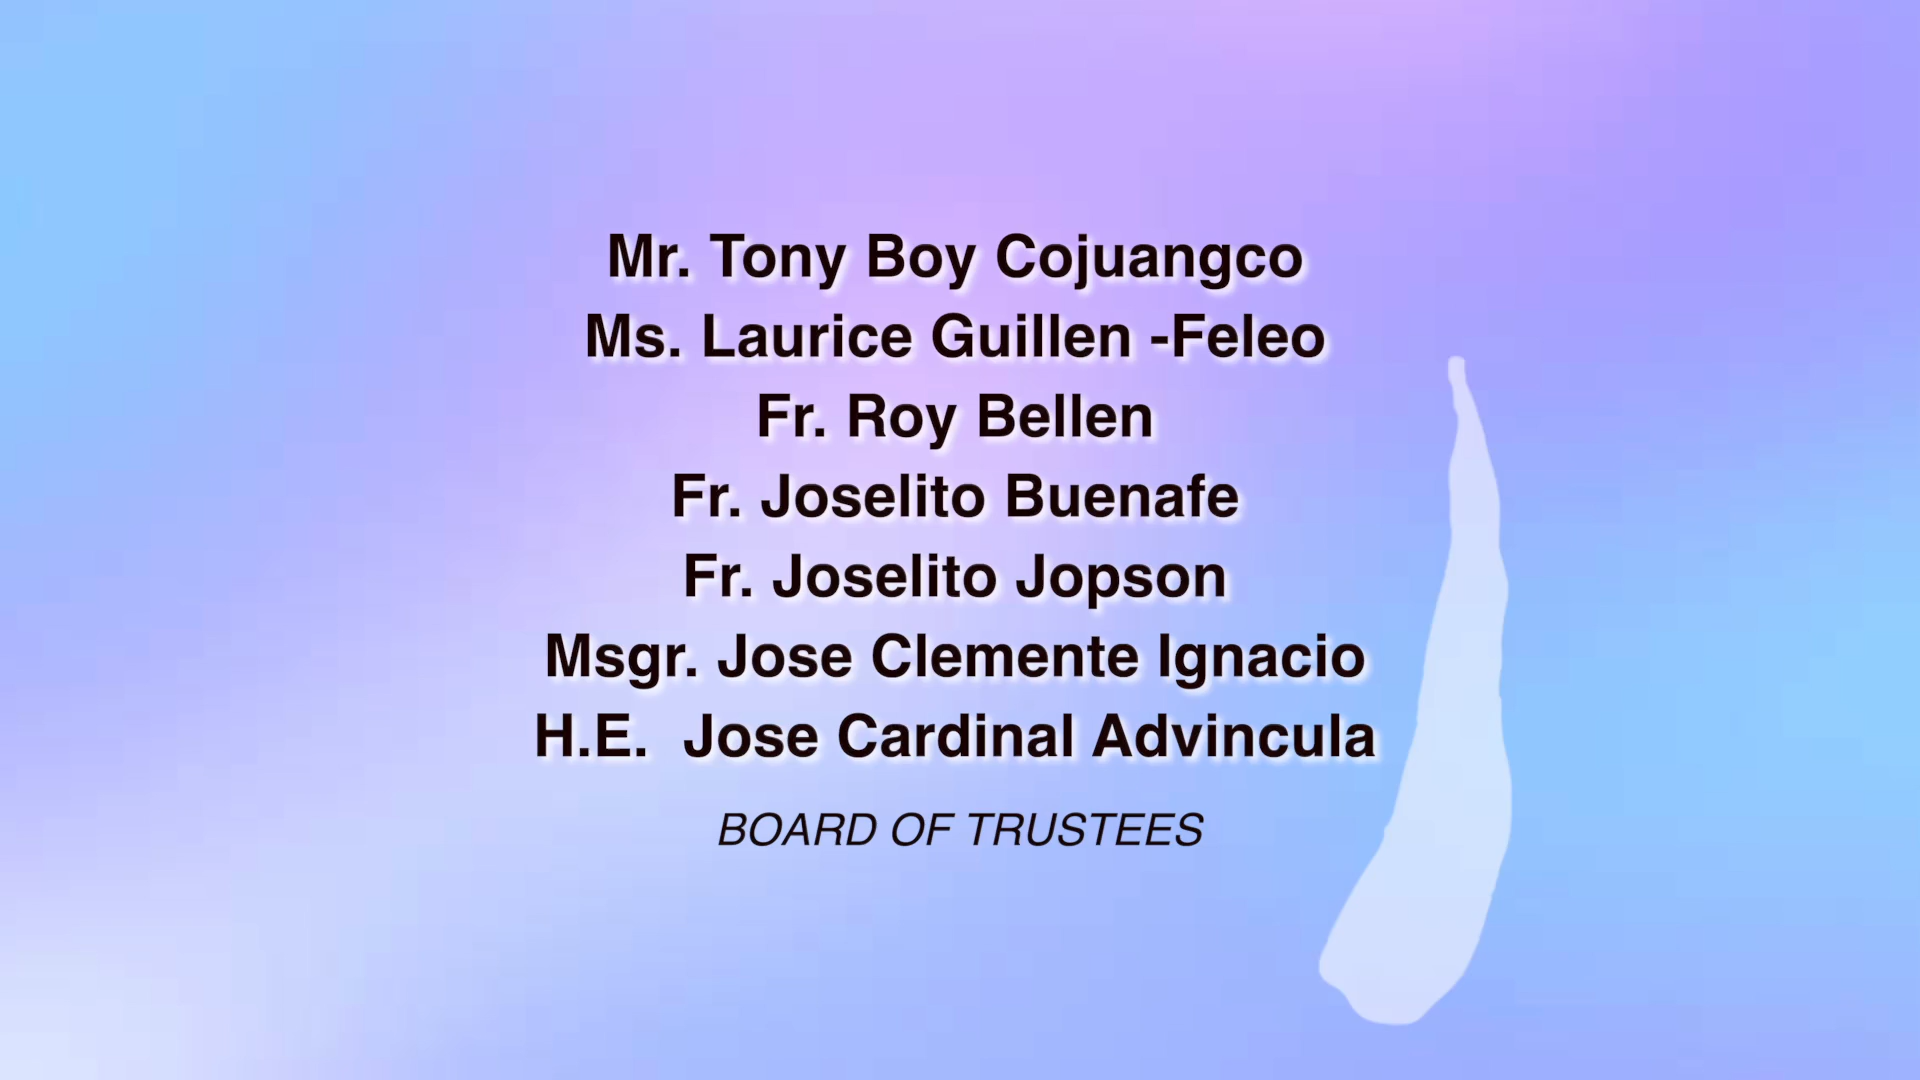 Mr. Tony Boy Cojuangco
Ms. Laurice Guillen -Feleo
Fr. Roy Bellen
Fr. Joselito Buenafe
Fr. Joselito Jopson
Msgr. Jose Clemente Ignacio
H.E.  Jose Cardinal Advincula
BOARD OF TRUSTEES